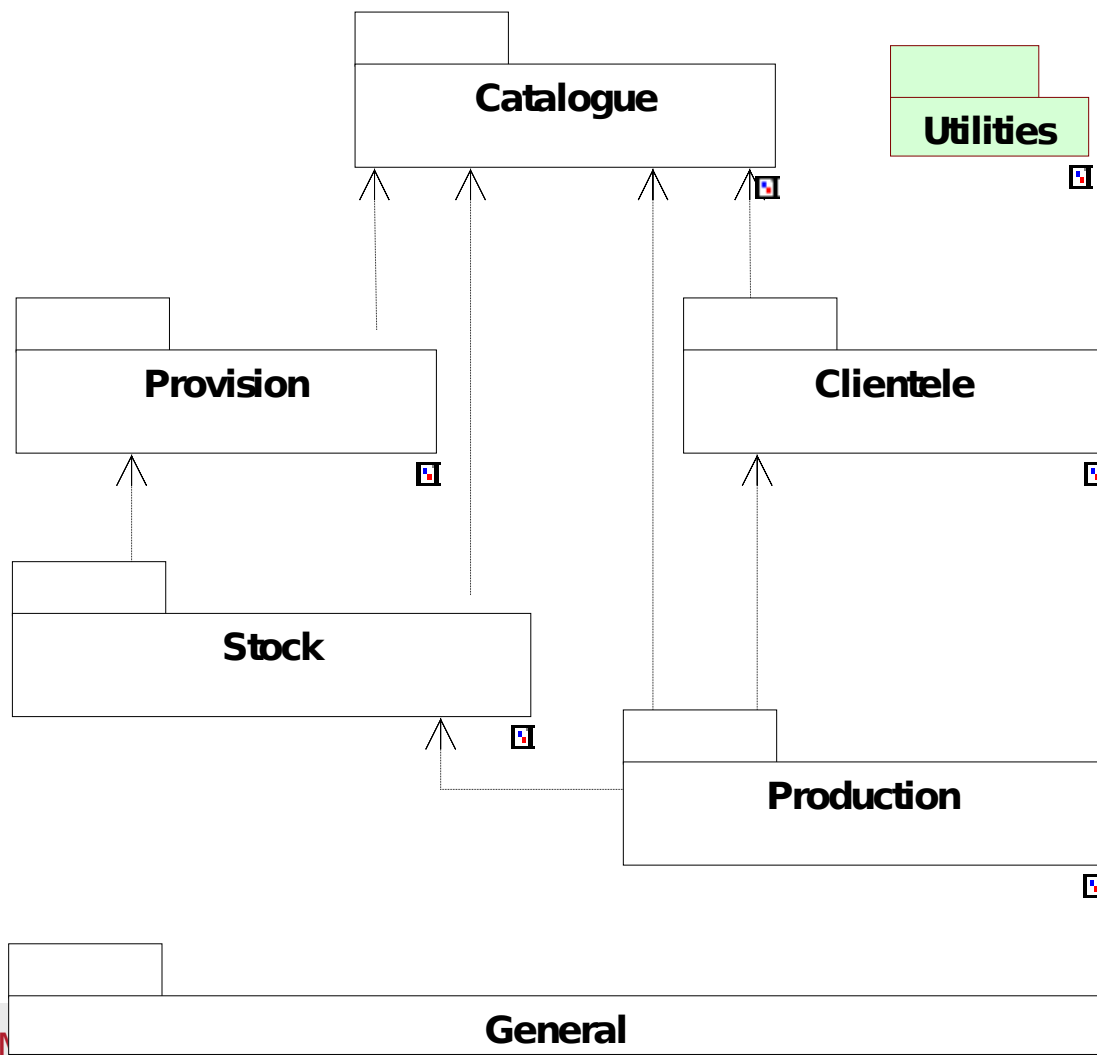 Catalogue
Utilities
Provision
Clientele
Stock
Production
General